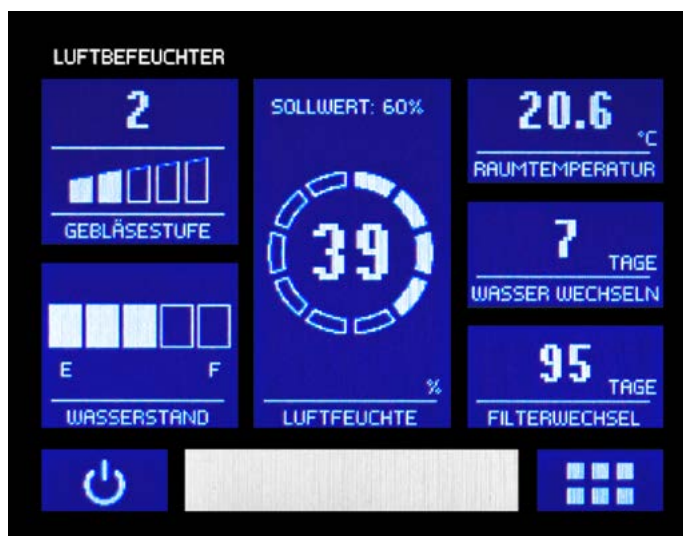 LUFTBEFEUCHTER
2
GEBLÄSESTUFE
E F
WASSERSTAND
SOLLWERT: 60%
39
%
LUFTFEUCHTE
20.6
°C
RAUMTEMPERATUR
7
TAGE
WASSER WECHSELN
95
TAGE
FILTERWECHSEL